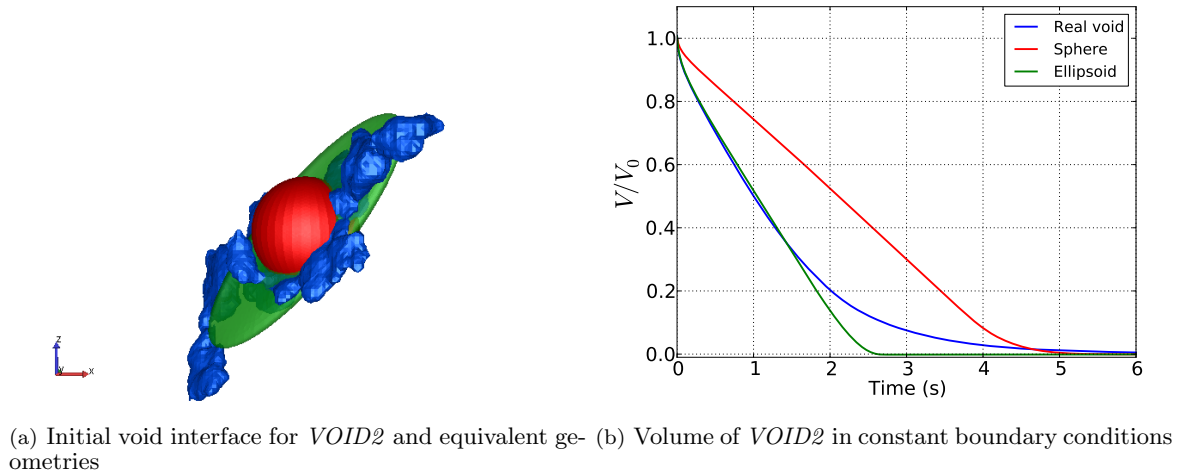 z
y
x
V/V0
1.0
0.8
0.6
0.4
0.2
0.0
0 1 2 3 4 5 6
Time (s)
Real void
Sphere
Ellipsoid
(a) Initial void interface for VOID2 and equivalent ge-
ometries
(b) Volume of VOID2 in constant boundary conditions